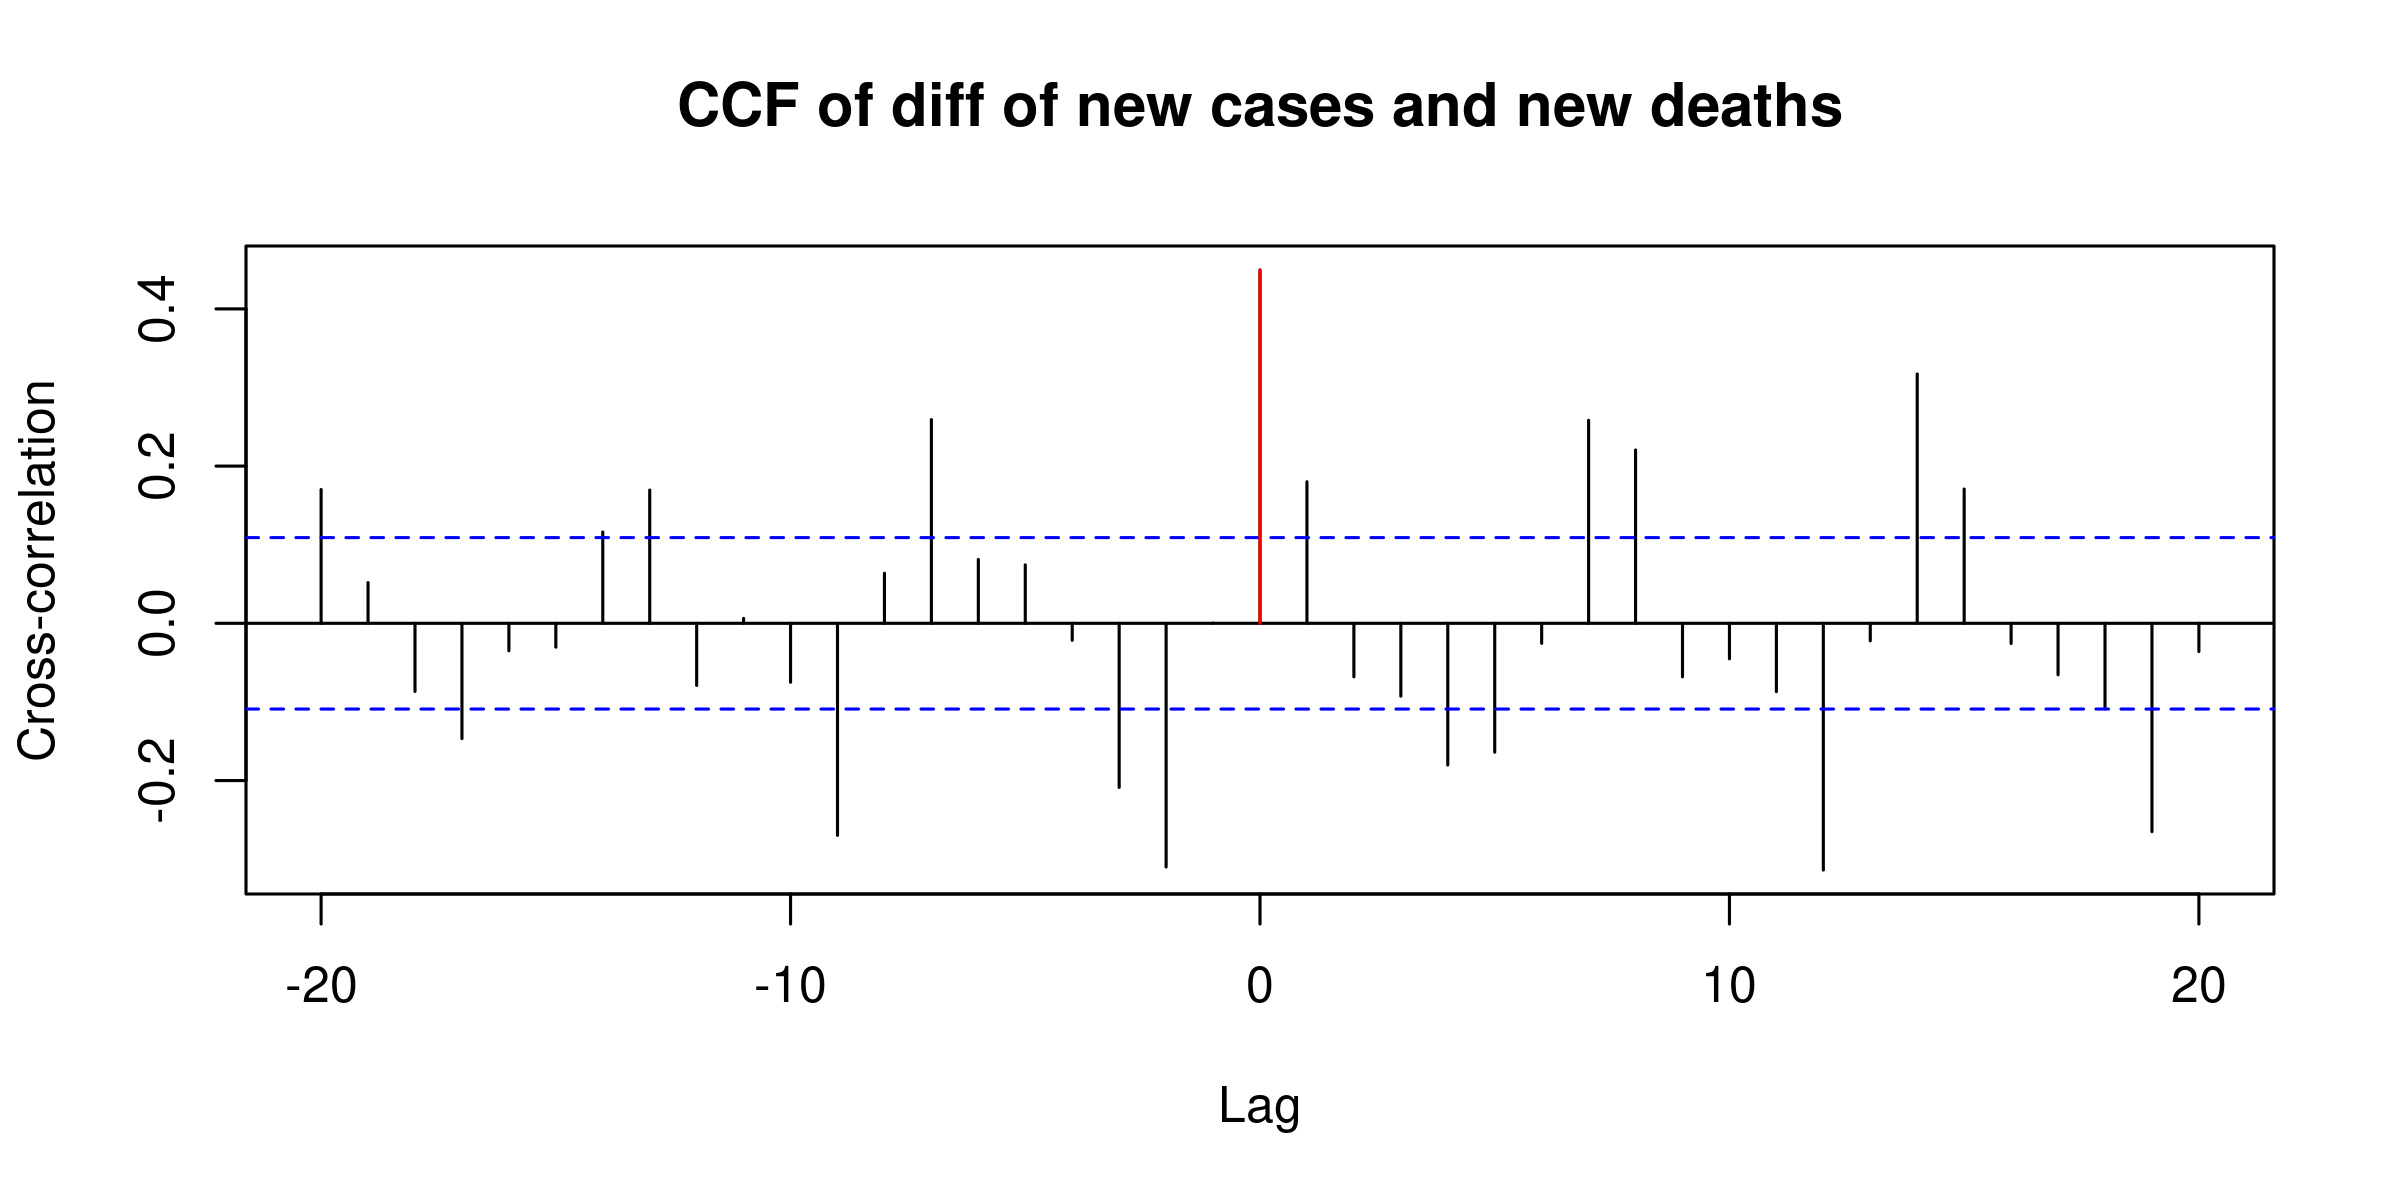 CCF of diff of new cases and new deaths
Cross-correlation
0.4
0.2
0.0
-0.2
-20 -10 0 10 20
Lag